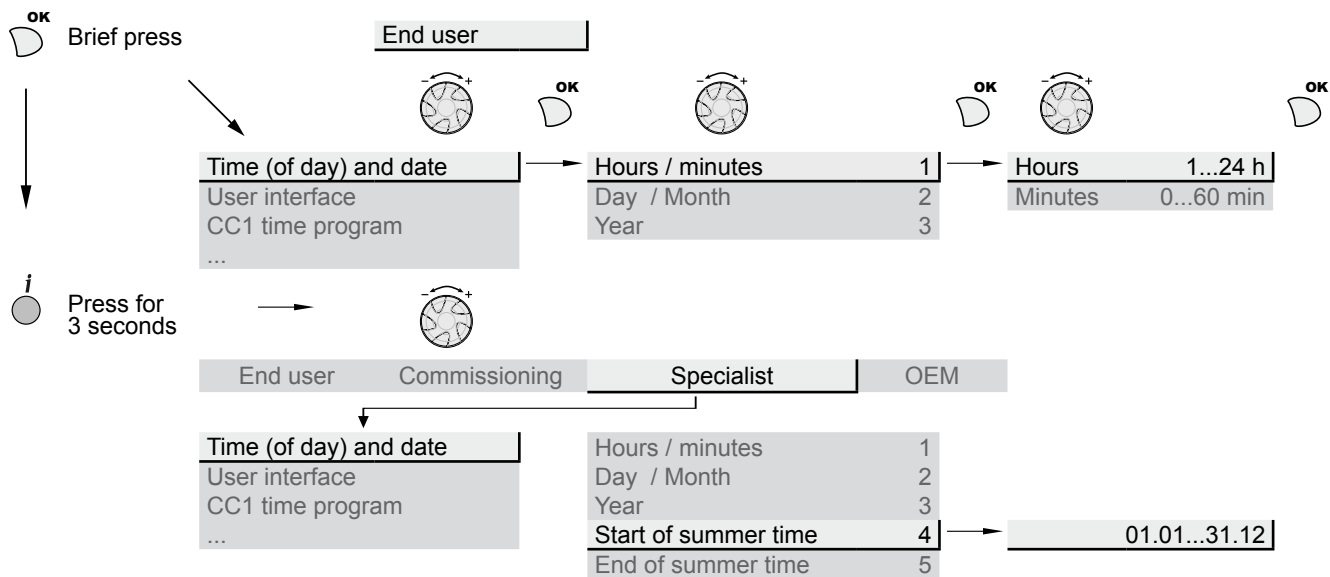 OK
Brief press
End user
- +
OK
- +
OK
- +
OK
Time (of day) and date
Hours / minutes 1
Hours 1...24 h
User interface
Day / Month 2
Minutes 0...60 min
CC1 time program
Year 3
...
i
Press for
3 seconds
- +
End user Commissioning Specialist OEM
Time (of day) and date
Hours / minutes 1
User interface
Day / Month 2
CC1 time program
Year 3
...
Start of summer time 4
01.01...31.12
End of summer time 5